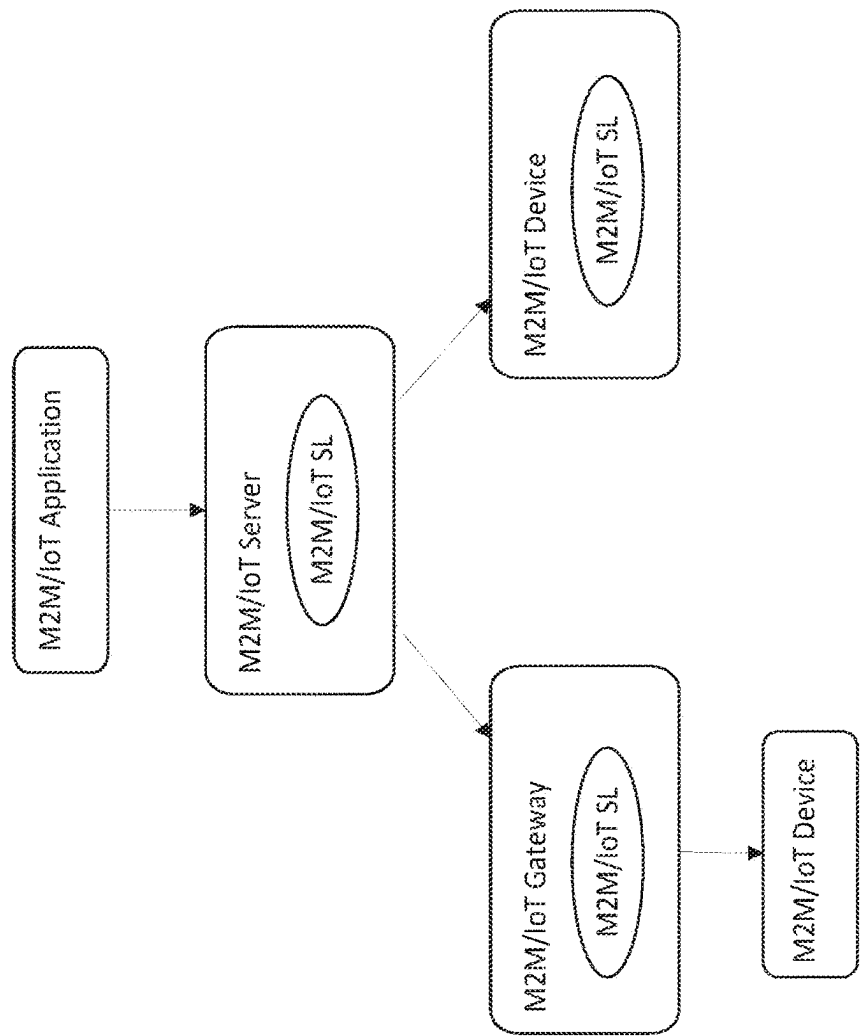 M2M/IoT Application
M2M/IoT Server
M2M/IoT SL
M2M/IoT Gateway
M2M/IoT SL
M2M/IoT Device
M2M/IoT Device
M2M/IoT SL